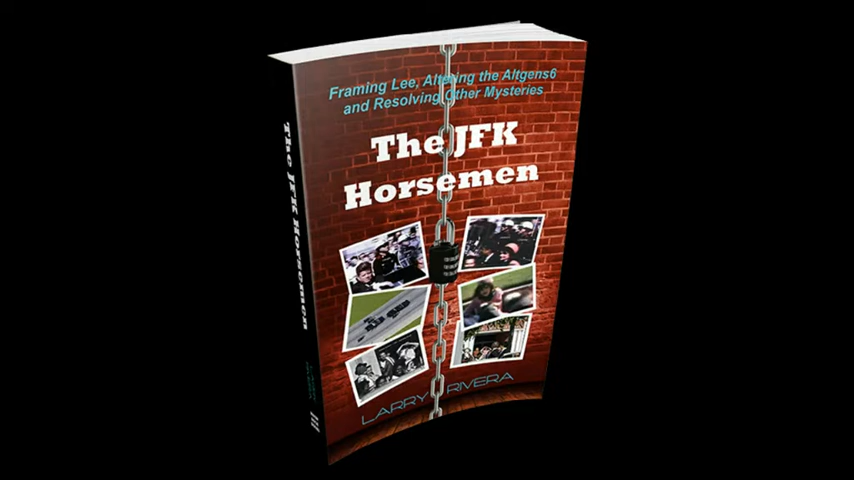 Framing Lee, Altering the Altgens6
and Resolving Other Mysteries
The JFK
Horsemen
LARRY RIVERA
The JFK Horsemen